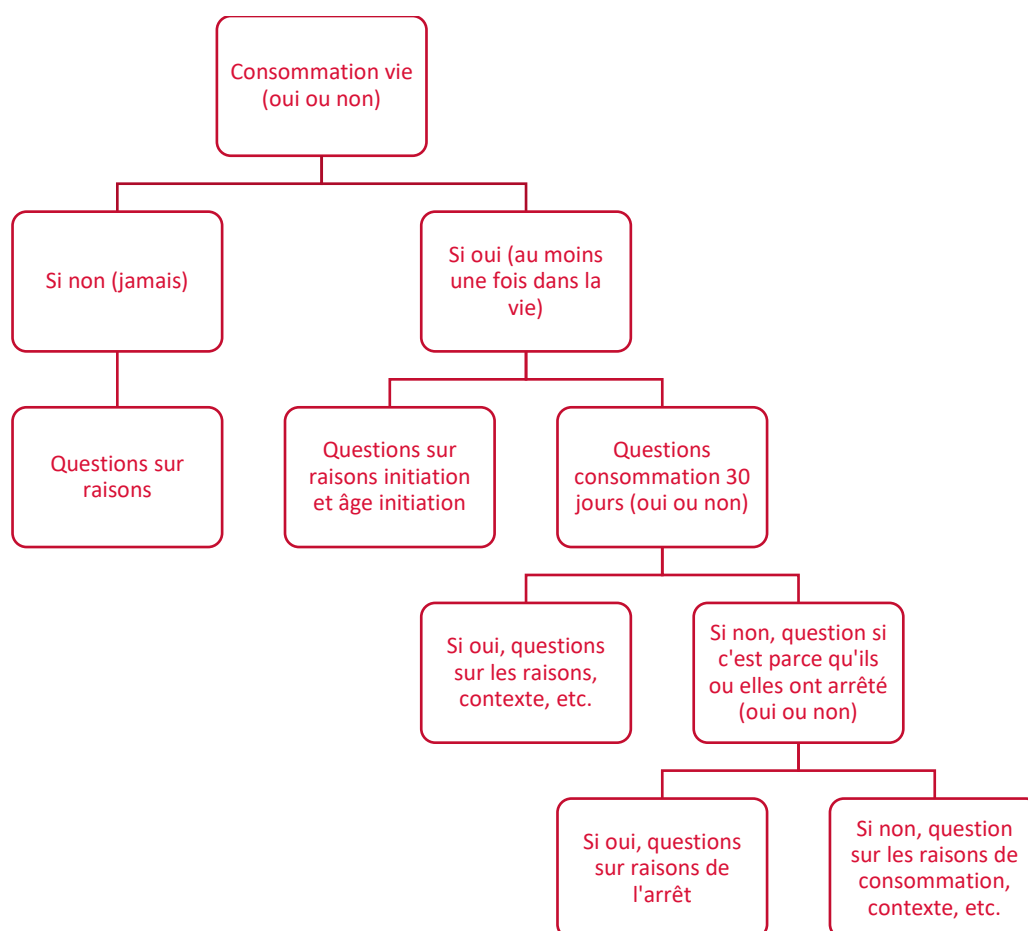 Consommation vie
(oui ou non)
Si non (jamais)
Si oui (au moins
une fois dans la
vie)
Questions sur
raisons
Questions sur
raisons initiation
et âge initiation
Questions
consommation 30
jours (oui ou non)
Si oui, questions
sur les raisons,
contexte, etc.
Si non, question si
c'est parce qu'ils
ou elles ont arrêté
(oui ou non)
Si oui, questions
sur raisons de
l'arrêt
Si non, question
sur les raisons de
consommation,
contexte, etc.